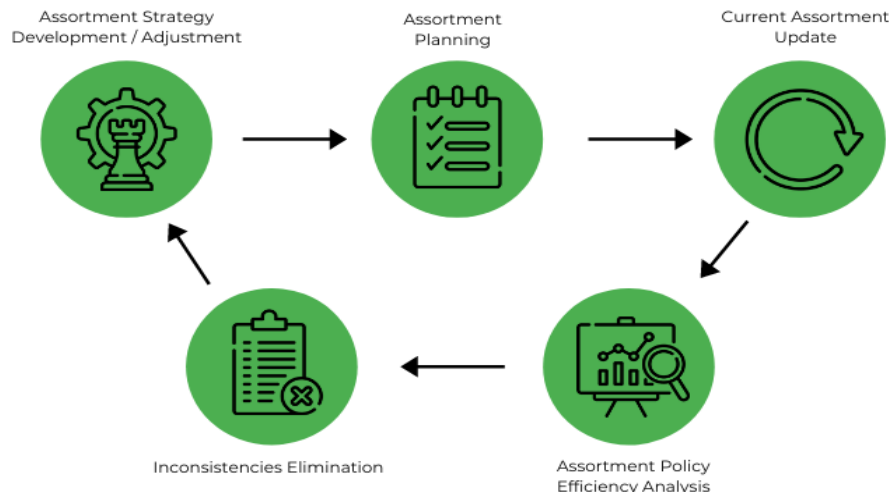 Assortment Strategy
Development / Adjustment
Assortment
Planning
Current Assortment
Update
Inconsistencies Elimination
Assortment Policy
Efficiency Analysis